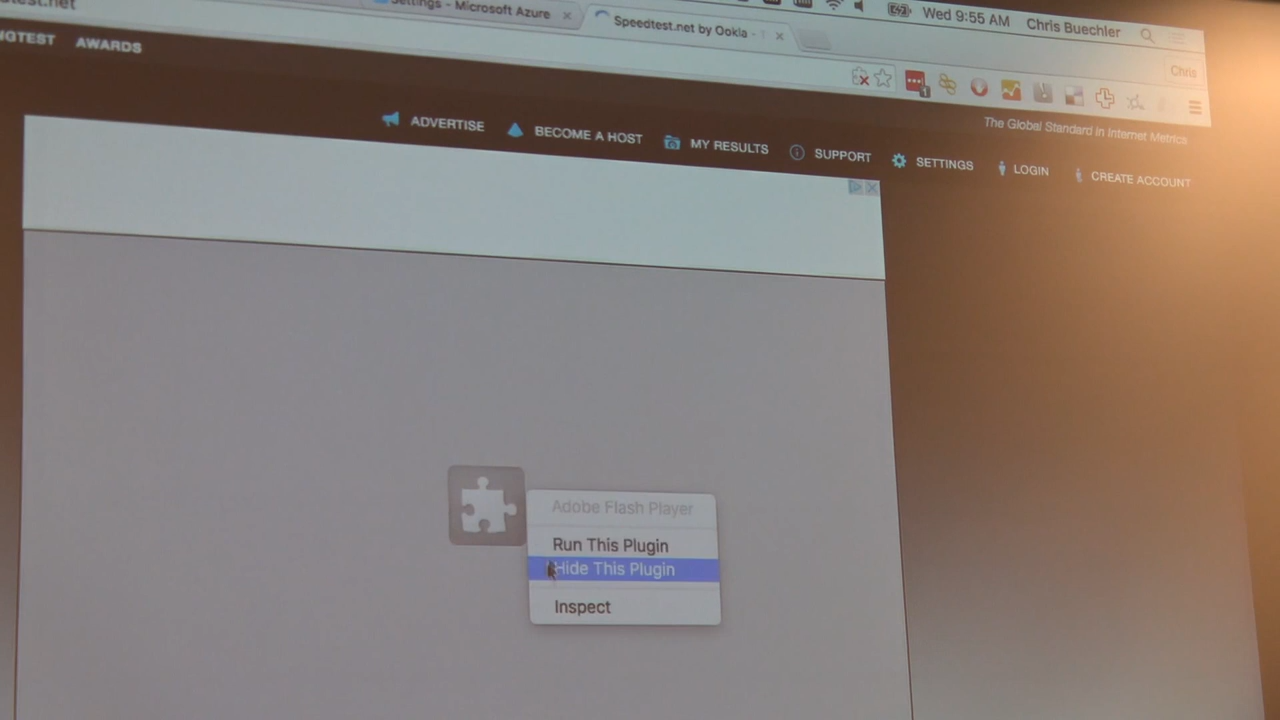 Settings - Microsoft Azure
Speedtest.net by Ookla -
Wed 9:55 AM
Chris Buechler
Chris
AWARDS
The Global Standard in Internet Metrics
ADVERTISE
BECOME A HOST
MY RESULTS
SUPPORT
SETTINGS
LOGIN
CREATE ACCOUNT
Adobe Flash Player
Run This Plugin
Hide This Plugin
Inspect